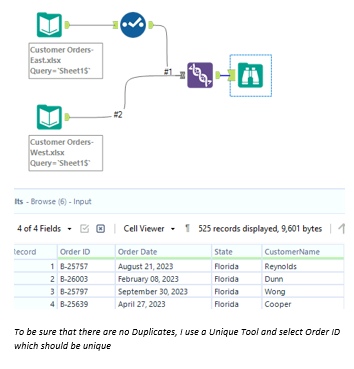 Customer Orders-
East.xlsx
Query='Sheet1$'
#1
#2
Customer Orders-
West.xlsx
Query='Sheet1$'
lts - Browse (6) - Input
4 of 4 Fields Cell Viewer 525 records displayed, 9,601 bytes
ecord Order ID Order Date State CustomerName
1 B-25757 August 21, 2023 Florida Reynolds
2 B-26003 February 08, 2023 Florida Dunn
3 B-25797 September 30, 2023 Florida Wong
4 B-25639 April 27, 2023 Florida Cooper
To be sure that there are no Duplicates, I use a Unique Tool and select Order ID
which should be unique